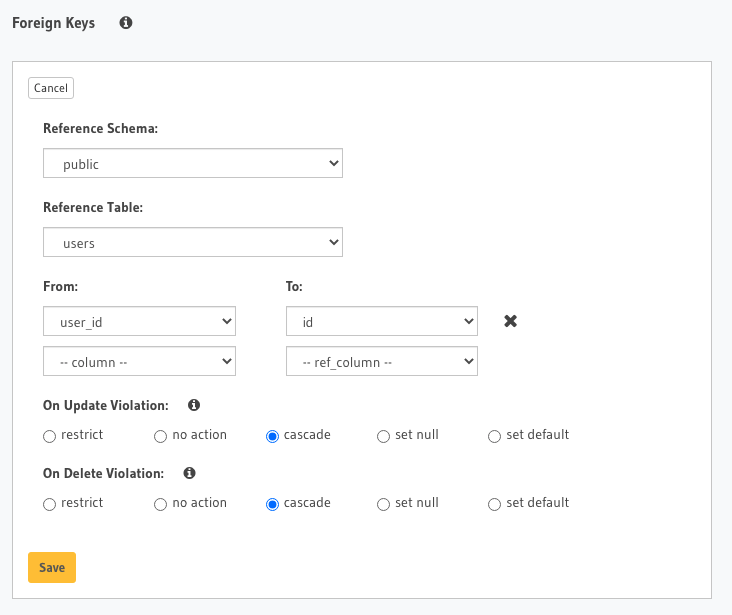 Foreign Keys
Cancel
Reference Schema:
public
Reference Table:
users
From: To:
user_id id
-- column -- -- ref_column --
On Update Violation:
restrict no action cascade set null set default
On Delete Violation:
restrict no action cascade set null set default
Save